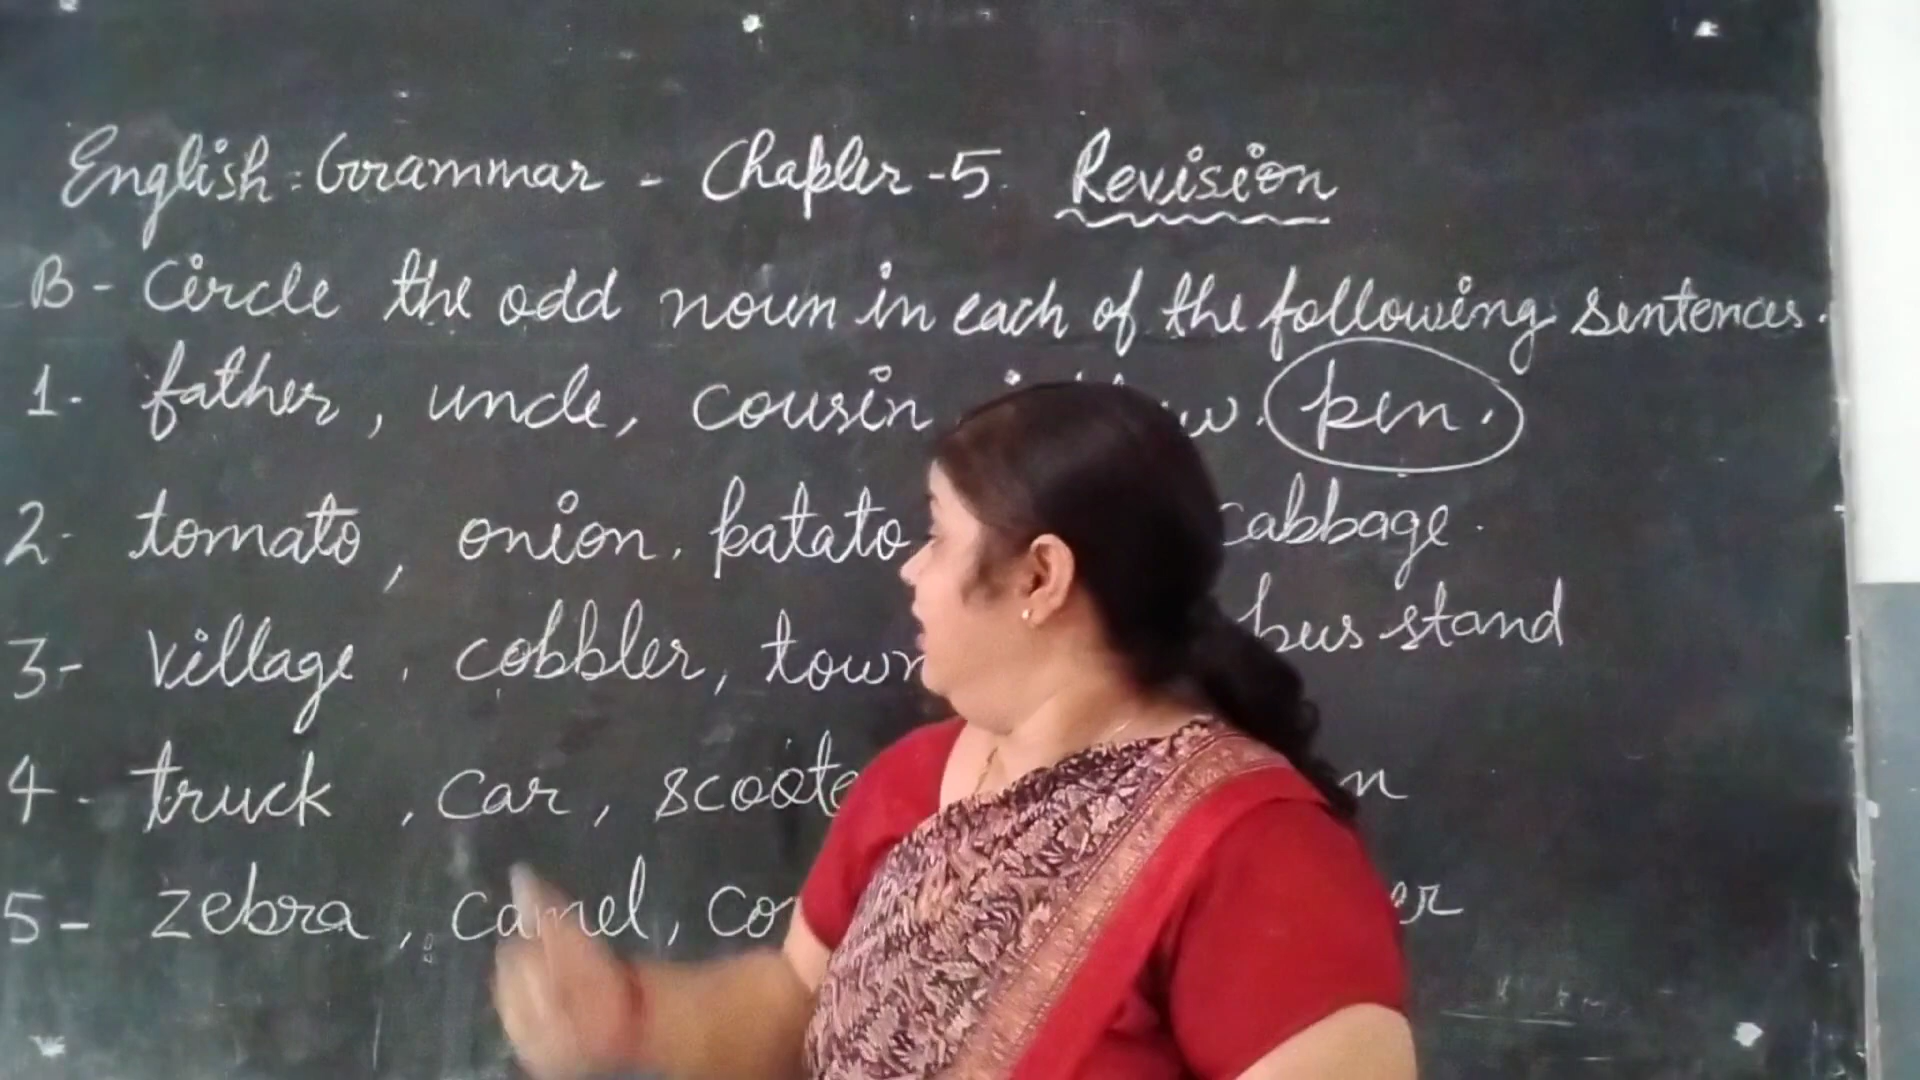 English - Grammar - Chapter - 5 Revision
B - Circle the odd noun in each of the following sentences.
1. father, uncle, cousin pen.
2. tomato, onion, patato cabbage.
3- village, cobbler, town bus stand
4. truck, car,
5- zebra, camel,